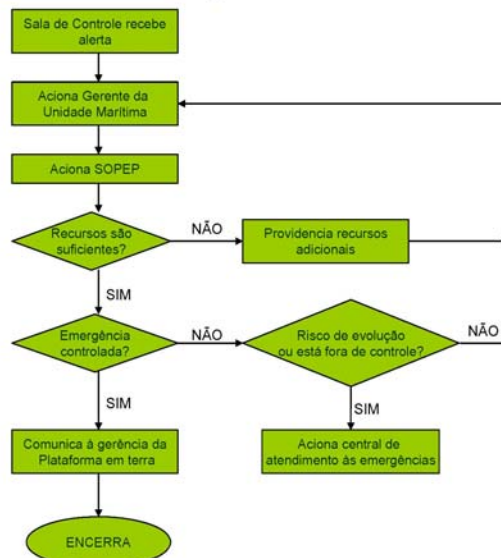 Sala de Controle recebe
alerta
Aciona Gerente da
Unidade Marítima
Aciona SOPEP
Recursos são
suficientes?
NÃO
Providencia recursos
adicionais
SIM
Emergência
controlada?
NÃO
Risco de evolução
ou está fora de controle?
NÃO
SIM
SIM
Comunica à gerência da
Plataforma em terra
Aciona central de
atendimento às emergências
ENCERRA